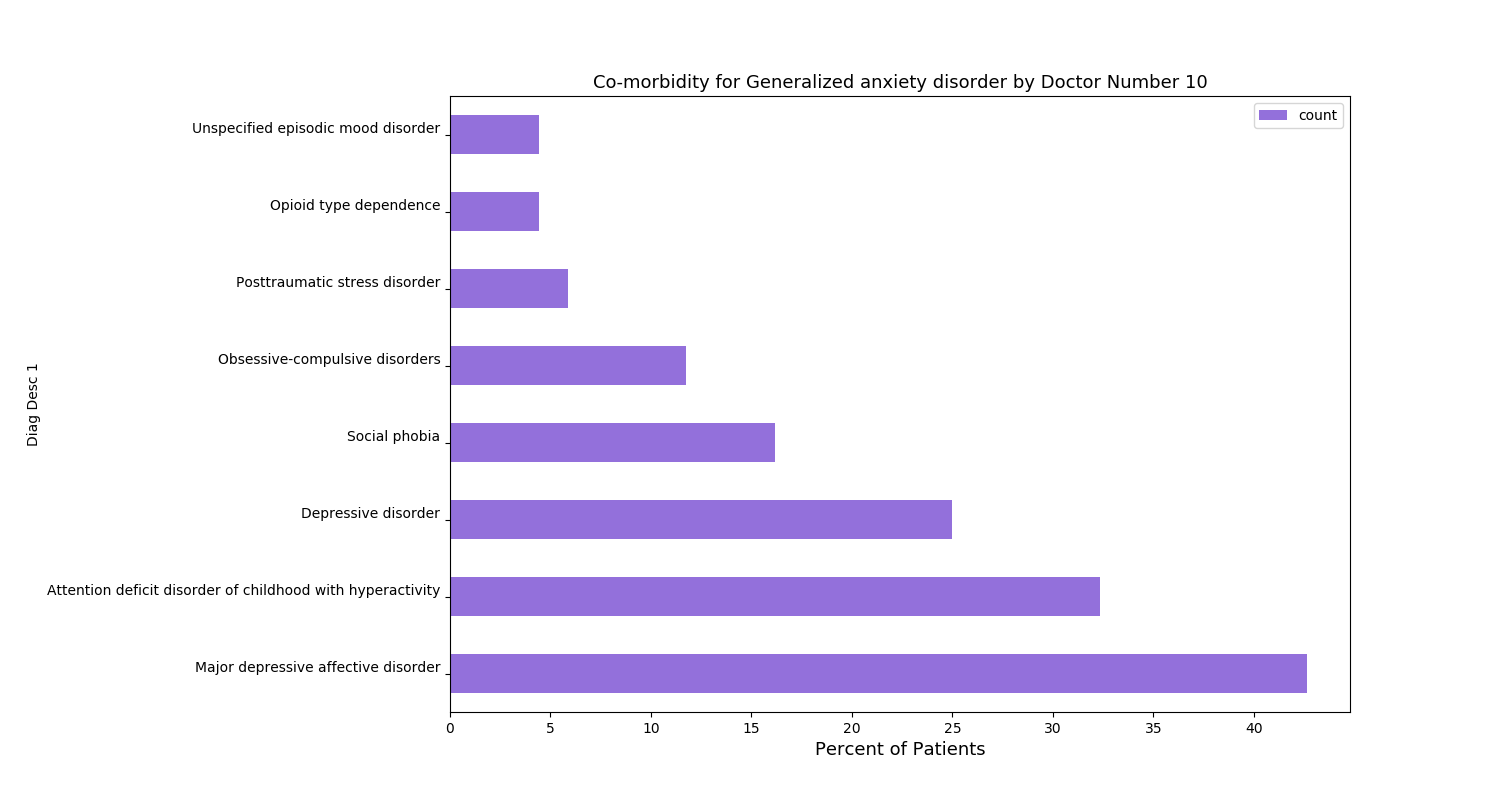 Co-morbidity for Generalized anxiety disorder by Doctor Number 10
count
Unspecified episodic mood disorder
Opioid type dependence
Posttraumatic stress disorder
Obsessive-compulsive disorders
Social phobia
Depressive disorder
Attention deficit disorder of childhood with hyperactivity
Major depressive affective disorder
Diag Desc 1
0 5 10 15 20 25 30 35 40
Percent of Patients